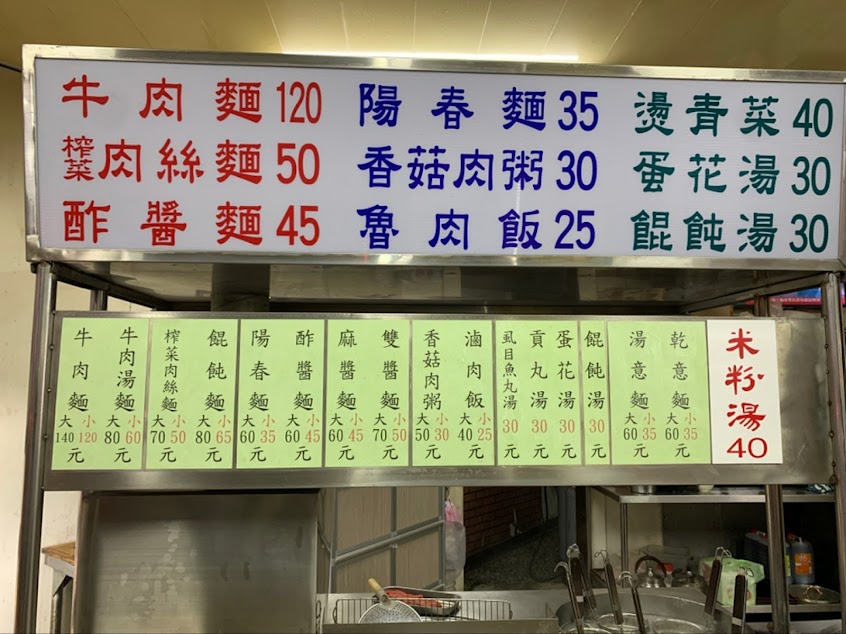 牛肉麵120 陽春麵35 燙青菜40
榨菜肉絲麵50 香菇肉粥30 蛋花湯30
酢醬麵45 魯肉飯25 餛飩湯30
牛肉麵 大140 小120 元
牛肉湯麵 大80 小60 元
榨菜肉絲麵 大70 小50 元
餛飩麵 大80 小65 元
陽春麵 大60 小35 元
酢醬麵 大60 小45 元
麻醬麵 大60 小45 元
雙醬麵 大70 小50 元
香菇肉粥 大50 小30 元
滷肉飯 大40 小25 元
虱目魚丸湯 30 元
貢丸湯 30 元
蛋花湯 30 元
餛飩湯 30 元
湯意麵 大60 小35 元
乾意麵 大60 小35 元
米粉湯 40